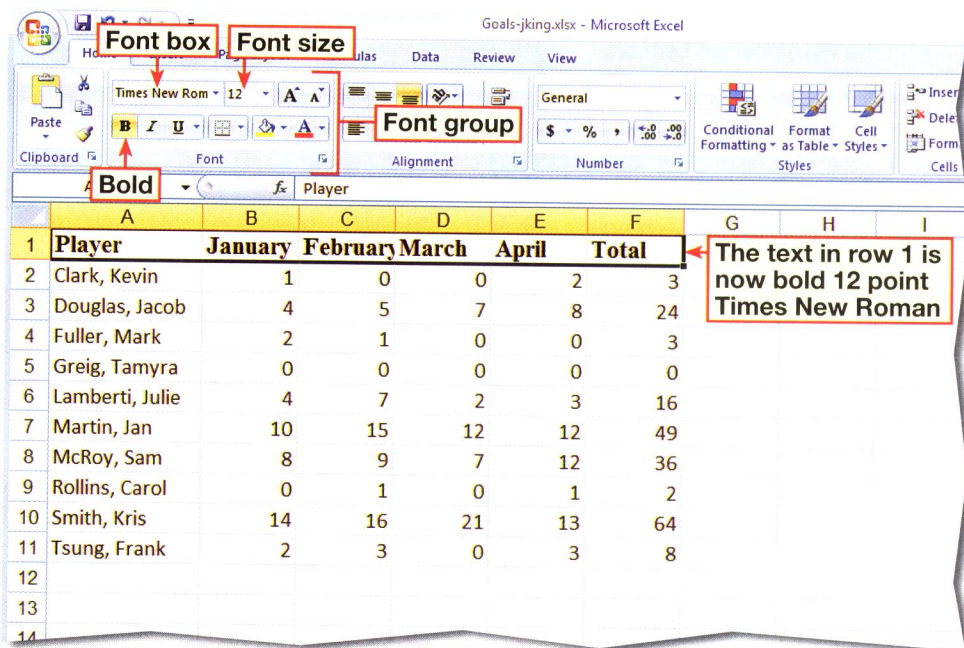 Goals-jking.xlsx - Microsoft Excel
Font box
Font size
Data Review View
Paste
Clipboard
Times New Rom 12
B I U
Font
Font group
Bold
Alignment
General
$ % ,
Number
Conditional Formatting
Format as Table
Cell Styles
Styles
Cells
fx Player
A B C D E F G H I
1 Player January February March April Total
2 Clark, Kevin 1 0 0 2 3
3 Douglas, Jacob 4 5 7 8 24
4 Fuller, Mark 2 1 0 0 3
5 Greig, Tamyra 0 0 0 0 0
6 Lamberti, Julie 4 7 2 3 16
7 Martin, Jan 10 15 12 12 49
8 McRoy, Sam 8 9 7 12 36
9 Rollins, Carol 0 1 0 1 2
10 Smith, Kris 14 16 21 13 64
11 Tsung, Frank 2 3 0 3 8
12
13
14
The text in row 1 is
now bold 12 point
Times New Roman